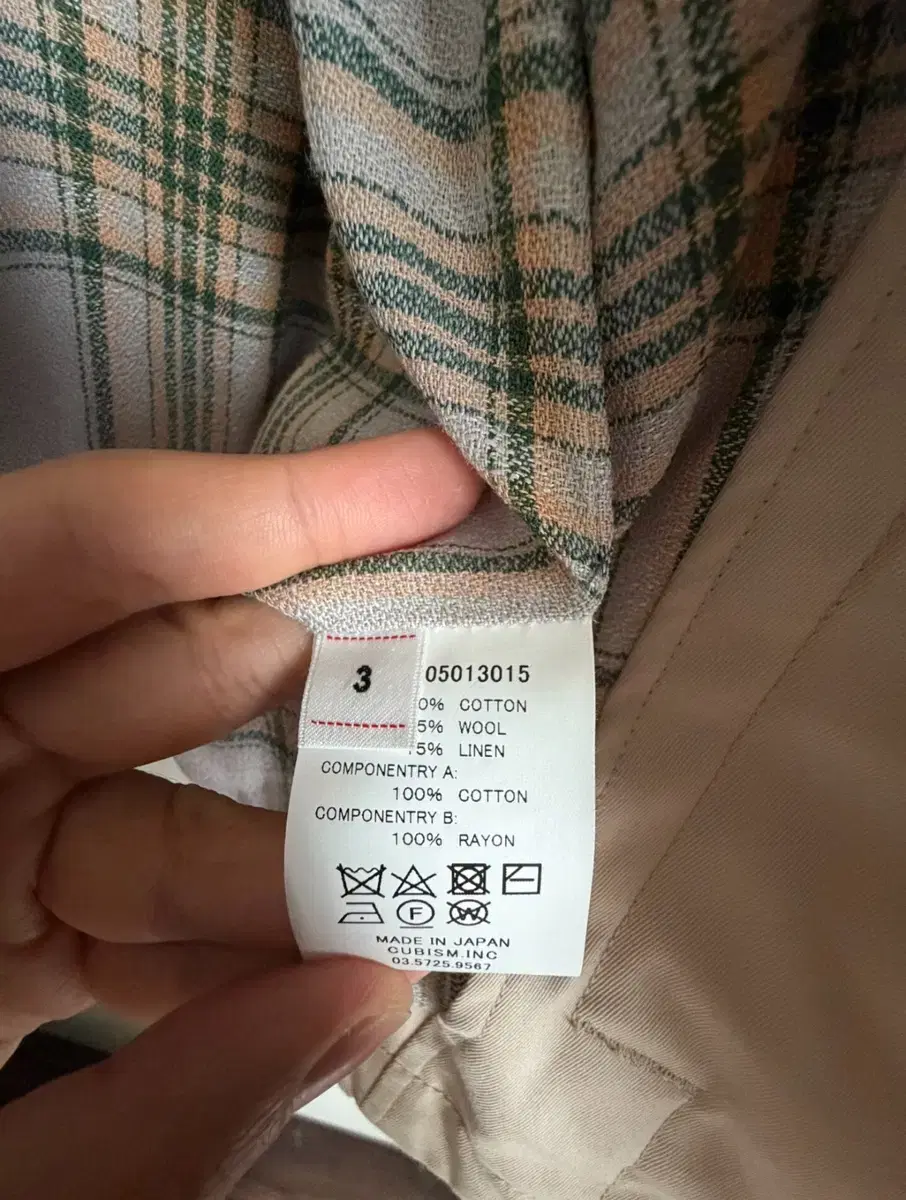 3
05013015
0% COTTON
5% WOOL
5% LINEN
COMPONENTRY A:
100% COTTON
COMPONENTRY B:
100% RAYON
F
W
MADE IN JAPAN
CUBISM.INC
03.5725.9567